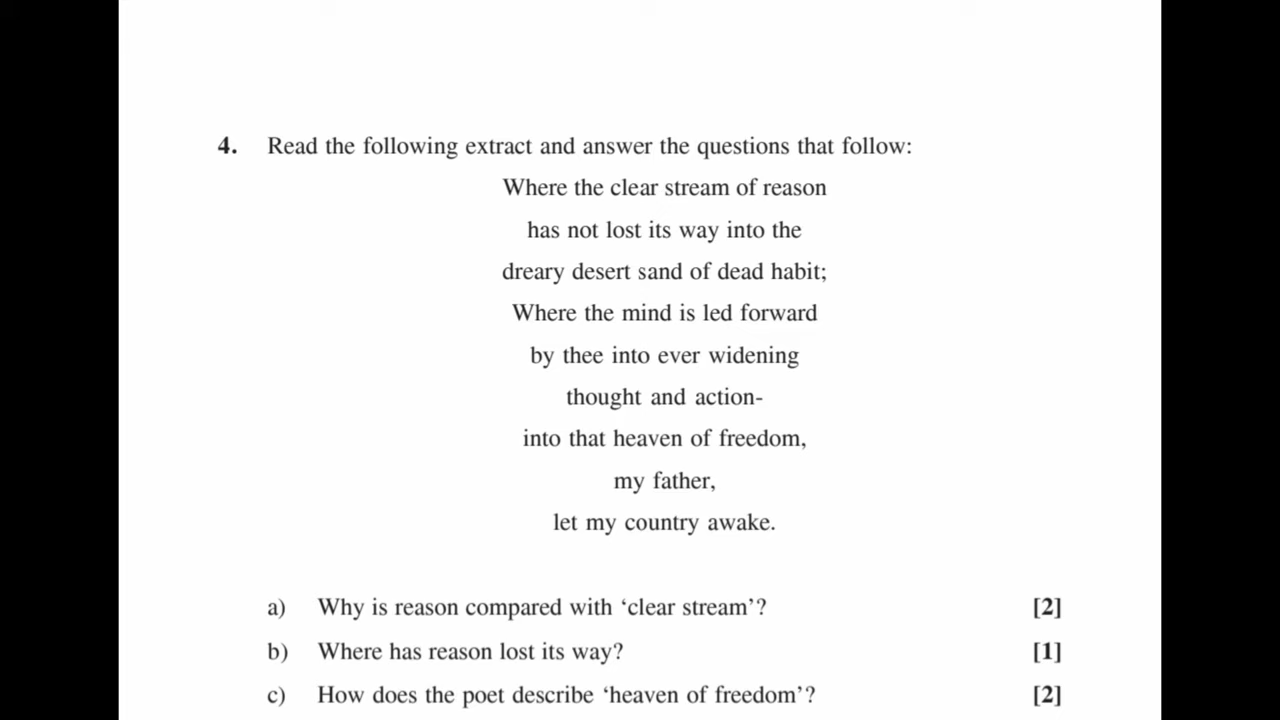 4. Read the following extract and answer the questions that follow:
Where the clear stream of reason
has not lost its way into the
dreary desert sand of dead habit;
Where the mind is led forward
by thee into ever widening
thought and action-
into that heaven of freedom,
my father,
let my country awake.
a) Why is reason compared with ‘clear stream’? [2]
b) Where has reason lost its way? [1]
c) How does the poet describe ‘heaven of freedom’? [2]